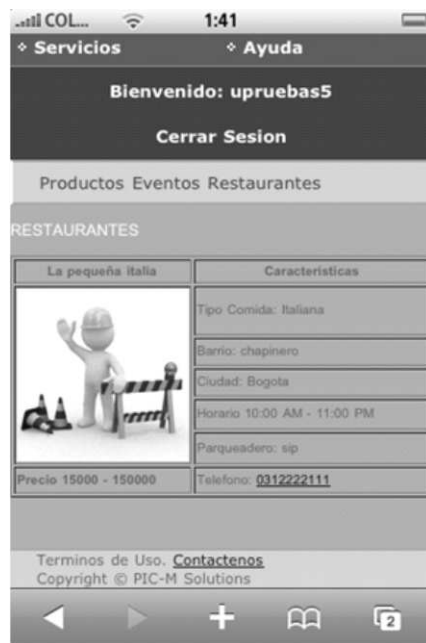 COL... 1:41
Servicios Ayuda
Bienvenido: upruebas5
Cerrar Sesion
Productos Eventos Restaurantes
RESTAURANTES
La pequeña italia Caracteristicas
Tipo Comida: Italiana
Barrio: chapinero
Ciudad: Bogota
Horario 10:00 AM - 11:00 PM
Parqueadero: sip
Precio 15000 - 150000 Telefono: 0312222111
Terminos de Uso. Contactenos
Copyright © PIC-M Solutions
2